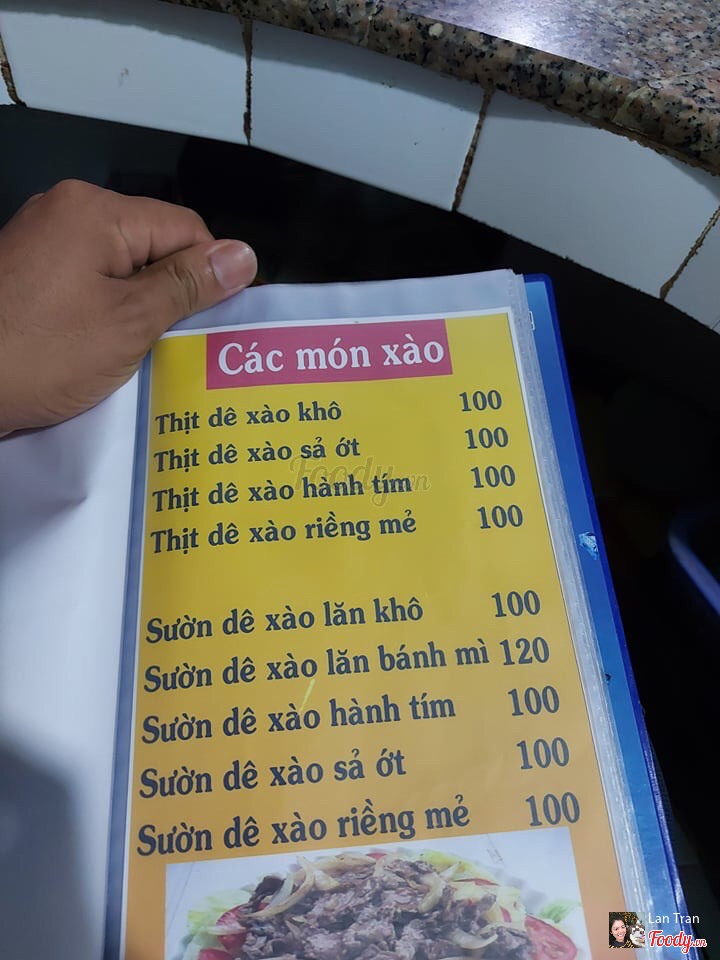 Các món xào
Thịt dê xào khô 100
Thịt dê xào sả ớt 100
Thịt dê xào hành tím 100
Thịt dê xào riềng mẻ 100
Sườn dê xào lăn khô 100
Sườn dê xào lăn bánh mì 120
Sườn dê xào hành tím 100
Sườn dê xào sả ớt 100
Sườn dê xào riềng mẻ 100
Foody.vn
Lan Tran
Foody.vn